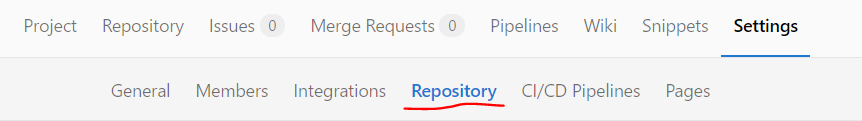 Project Repository Issues 0 Merge Requests 0 Pipelines Wiki Snippets Settings
General Members Integrations Repository CI/CD Pipelines Pages